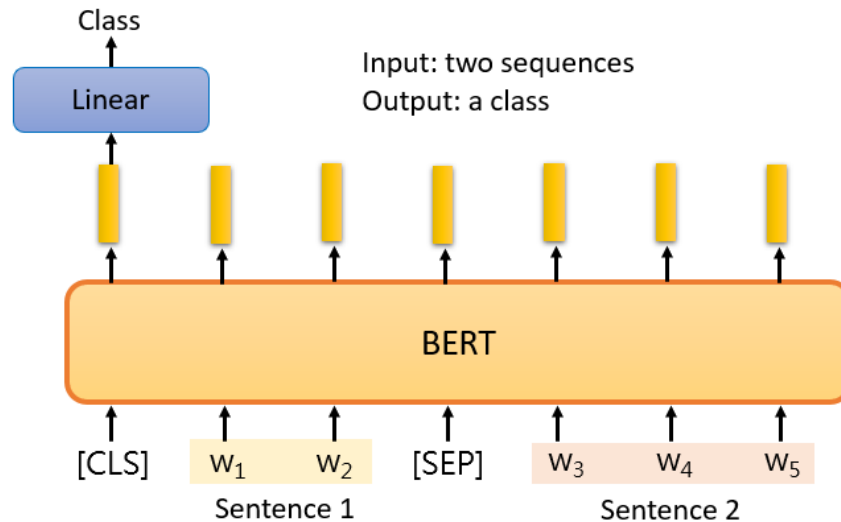 Class
Linear
Input: two sequences
Output: a class
BERT
[CLS] w₁ w₂ [SEP] w₃ w₄ w₅
Sentence 1 Sentence 2